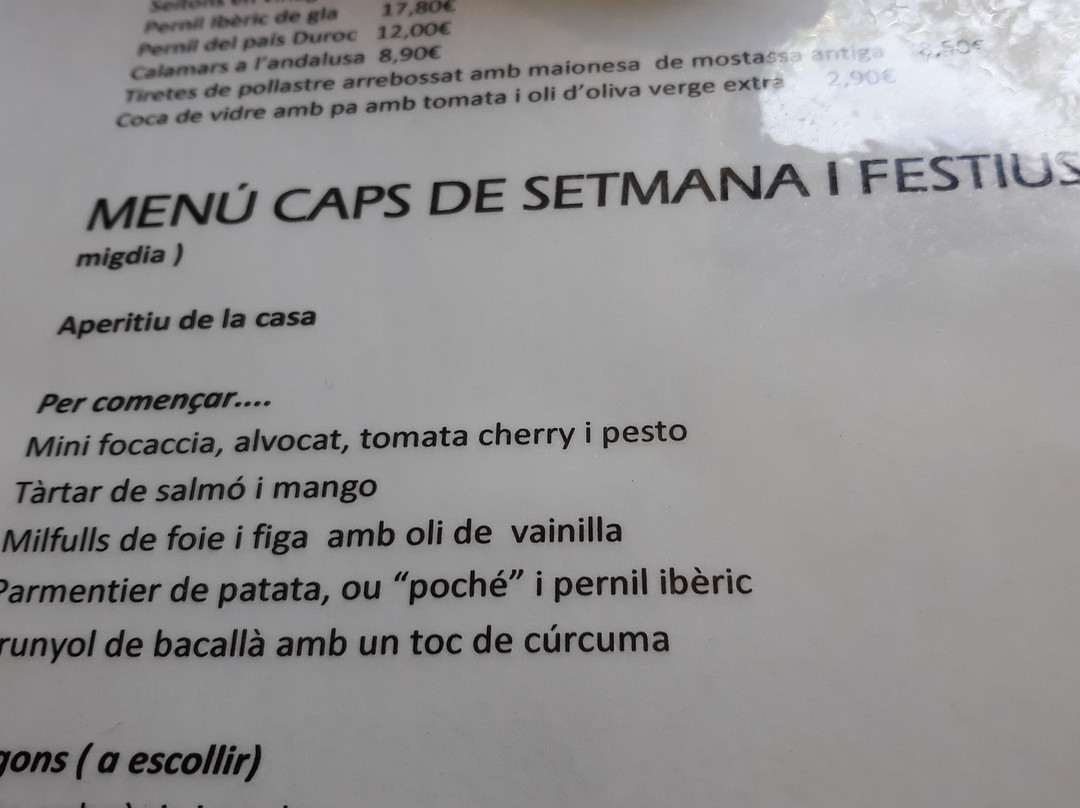 Pernil ibèric de gla 17,80€
Pernil del país Duroc 12,00€
Calamars a l'andalusa 8,90€
Tiretes de pollastre arrebossat amb maionesa de mostassa antiga 8,50€
Coca de vidre amb pa amb tomata i oli d'oliva verge extra 2,90€
MENÚ CAPS DE SETMANA I FESTIUS
migdia )
Aperitiu de la casa
Per començar....
Mini focaccia, alvocat, tomata cherry i pesto
Tàrtar de salmó i mango
Milfulls de foie i figa amb oli de vainilla
Parmentier de patata, ou “poché” i pernil ibèric
runyol de bacallà amb un toc de cúrcuma
gons ( a escollir)